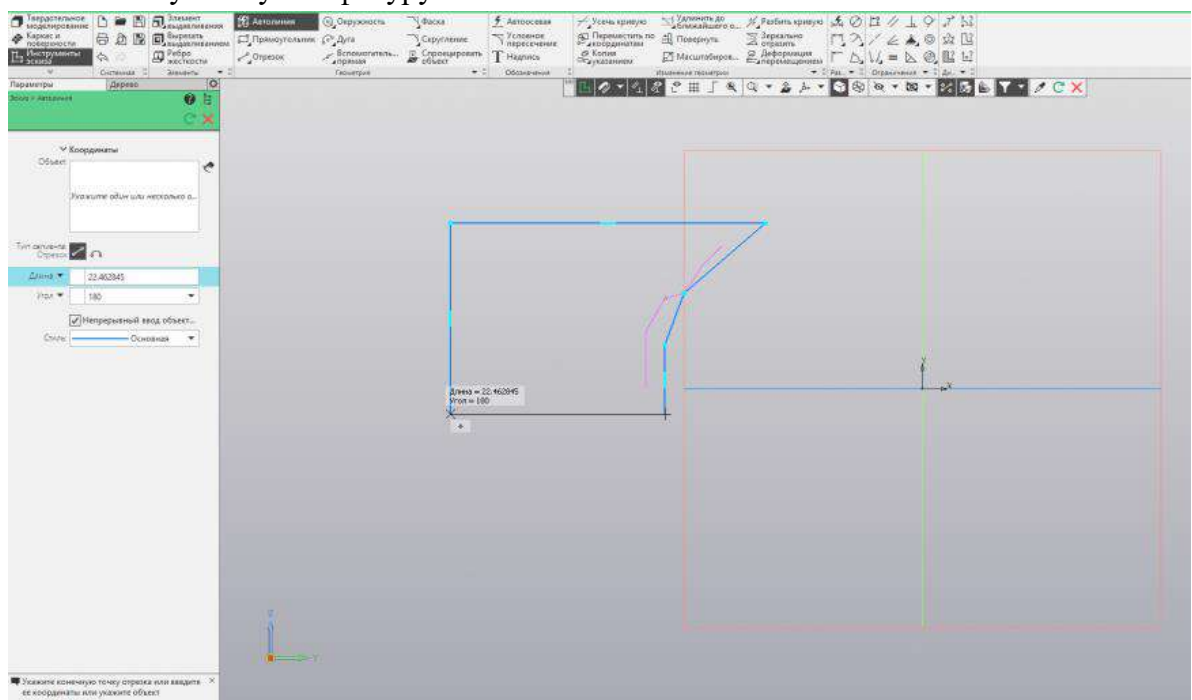 Твердотельное моделирование
Каркас и поверхности
Инструменты эскиза
Системная
Элемент выдавливания
Вырезать выдавливанием
Ребро жесткости
Элементы
Автолиния
Прямоугольник
Отрезок
Окружность
Дуга
Вспомогатель... прямая
Фаска
Скругление
Спроецировать объект
Геометрия
Автоосевая
Условное пересечение
Надпись
Обозначения
Усечь кривую
Переместить по координатам
Копия указанием
Удлинить до ближайшего о...
Повернуть
Масштабиров...
Разбить кривую
Зеркально отразить
Деформация перемещением
Изменение геометрии
Раз...
Ограничения
Ди...
Параметры
Дерево
Эскиз > Автолиния
Координаты
Объект
Укажите один или несколько о...
Тип сегмента:
Отрезок
Длина
22.462845
Угол
180
Непрерывный ввод объект...
Стиль:
Основная
Длина = 22.462845
Угол = 180
Y
X
Z
Y
Укажите конечную точку отрезка или введите
ее координаты или укажите объект